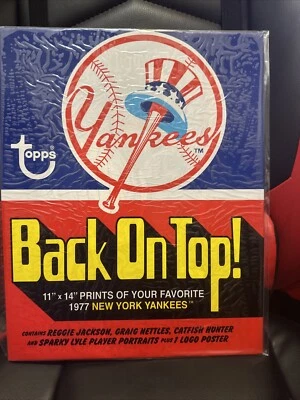 Yankees
TM
topps
Back On Top!
11" x 14" PRINTS OF YOUR FAVORITE
1977 NEW YORK YANKEES™
CONTAINS REGGIE JACKSON, GRAIG NETTLES, CATFISH HUNTER
AND SPARKY LYLE PLAYER PORTRAITS PLUS 1 LOGO POSTER